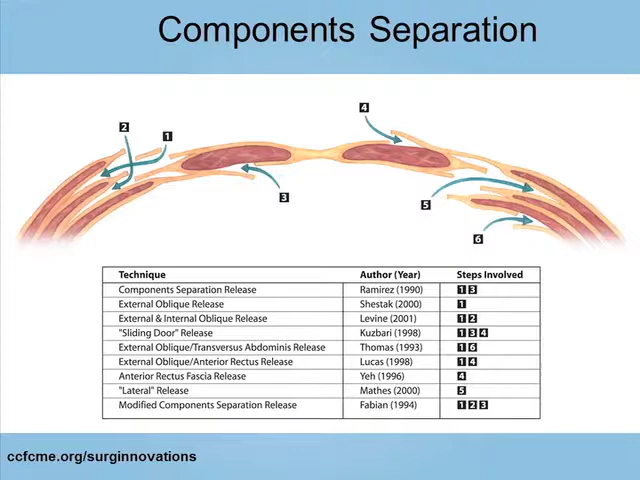 Components Separation
4
2
1
3
5
6
Technique Author (Year) Steps Involved
Components Separation Release Ramirez (1990) 1 3
External Oblique Release Shestak (2000) 1
External & Internal Oblique Release Levine (2001) 1 2
"Sliding Door" Release Kuzbari (1998) 1 3 4
External Oblique/Transversus Abdominis Release Thomas (1993) 1 6
External Oblique/Anterior Rectus Release Lucas (1998) 1 4
Anterior Rectus Fascia Release Yeh (1996) 4
"Lateral" Release Mathes (2000) 5
Modified Components Separation Release Fabian (1994) 1 2 3
ccfcme.org/surginnovations